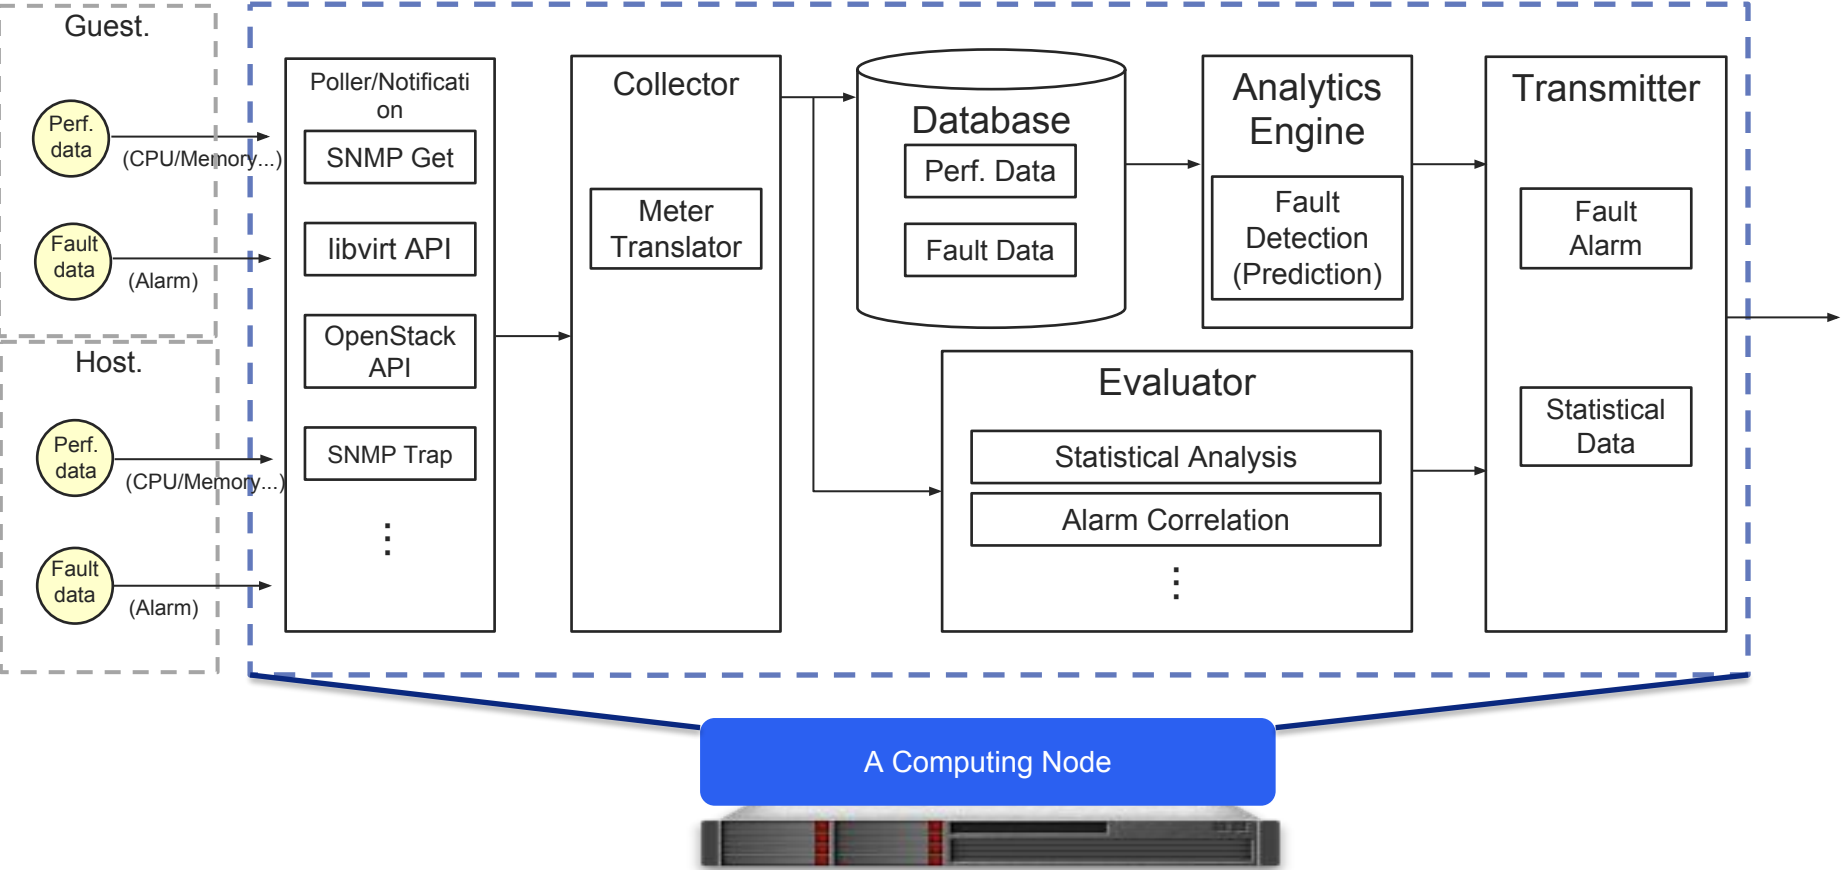 Guest.
Perf.
data
(CPU/Memory...)
Fault
data
(Alarm)
Host.
Perf.
data
(CPU/Memory...)
Fault
data
(Alarm)
Poller/Notificati
on
SNMP Get
libvirt API
OpenStack
API
SNMP Trap
⋮
Collector
Meter
Translator
Database
Perf. Data
Fault Data
Analytics
Engine
Fault
Detection
(Prediction)
Evaluator
Statistical Analysis
Alarm Correlation
⋮
Transmitter
Fault
Alarm
Statistical
Data
A Computing Node